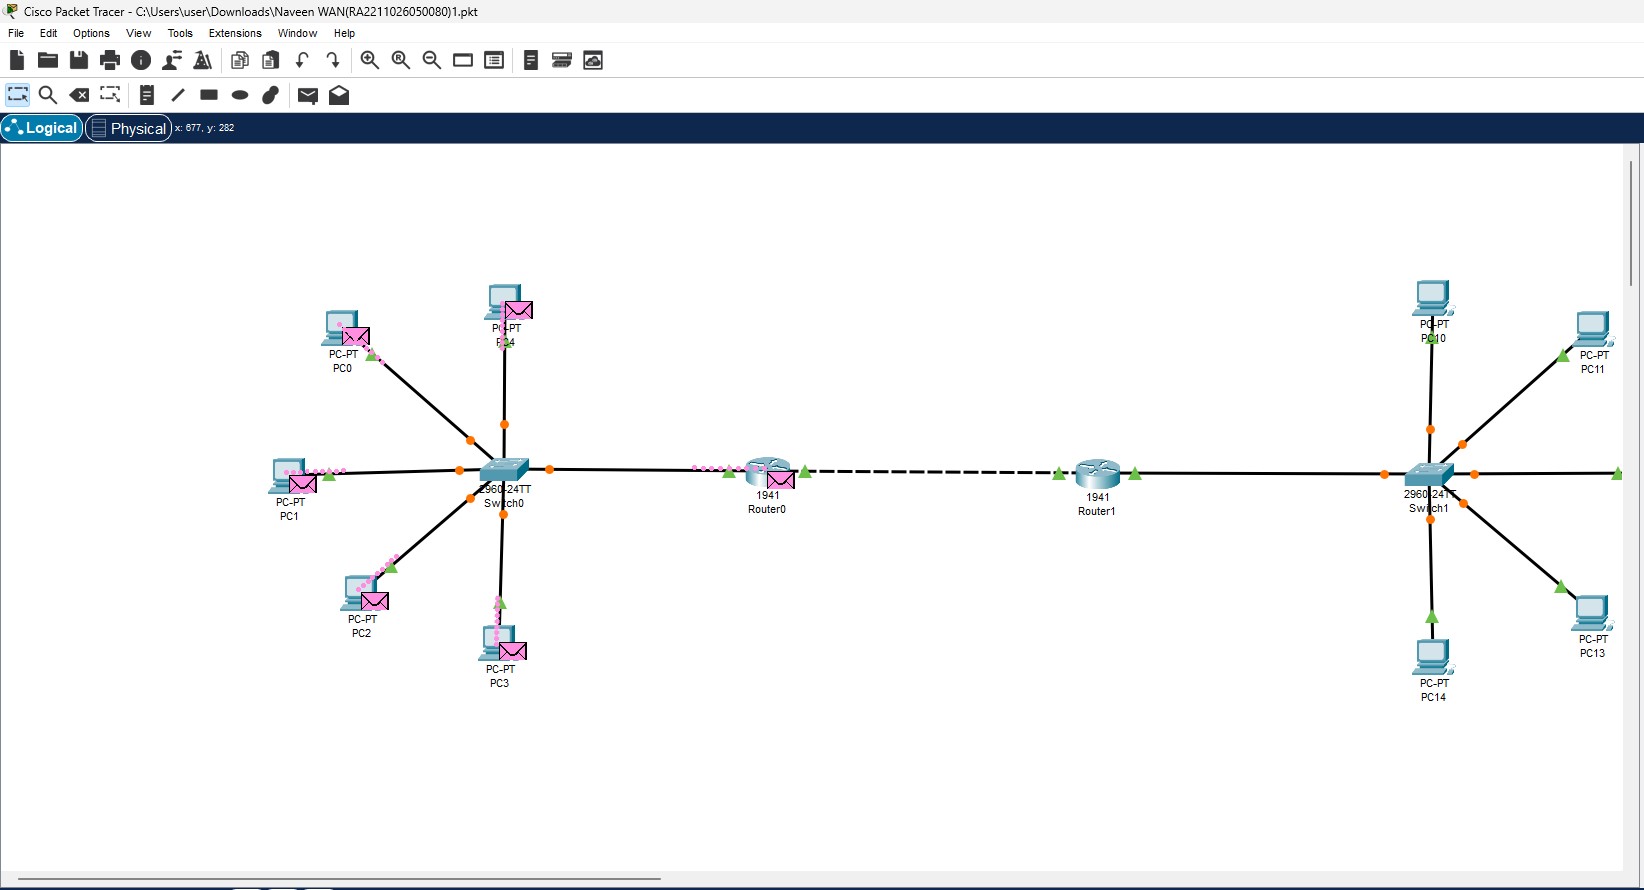 Cisco Packet Tracer - C:\Users\user\Downloads\Naveen WAN(RA2211026050080)1.pkt
File Edit Options View Tools Extensions Window Help
Logical Physical x: 677, y: 282
PC-PT
PC4
PC-PT
PC0
PC-PT
PC10
PC-PT
PC11
PC-PT
PC1
2960-24TT
Switch0
1941
Router0
1941
Router1
2960-24TT
Switch1
PC-PT
PC2
PC-PT
PC3
PC-PT
PC13
PC-PT
PC14